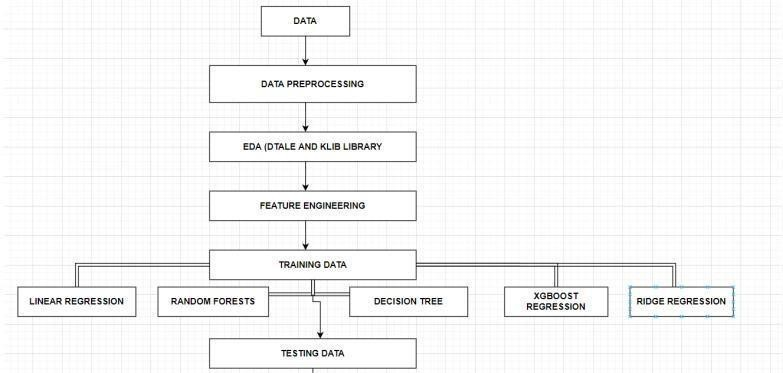 DATA
DATA PREPROCESSING
EDA (DTALE AND KLIB LIBRARY
FEATURE ENGINEERING
TRAINING DATA
LINEAR REGRESSION
RANDOM FORESTS
DECISION TREE
XGBOOST
REGRESSION
RIDGE REGRESSION
TESTING DATA